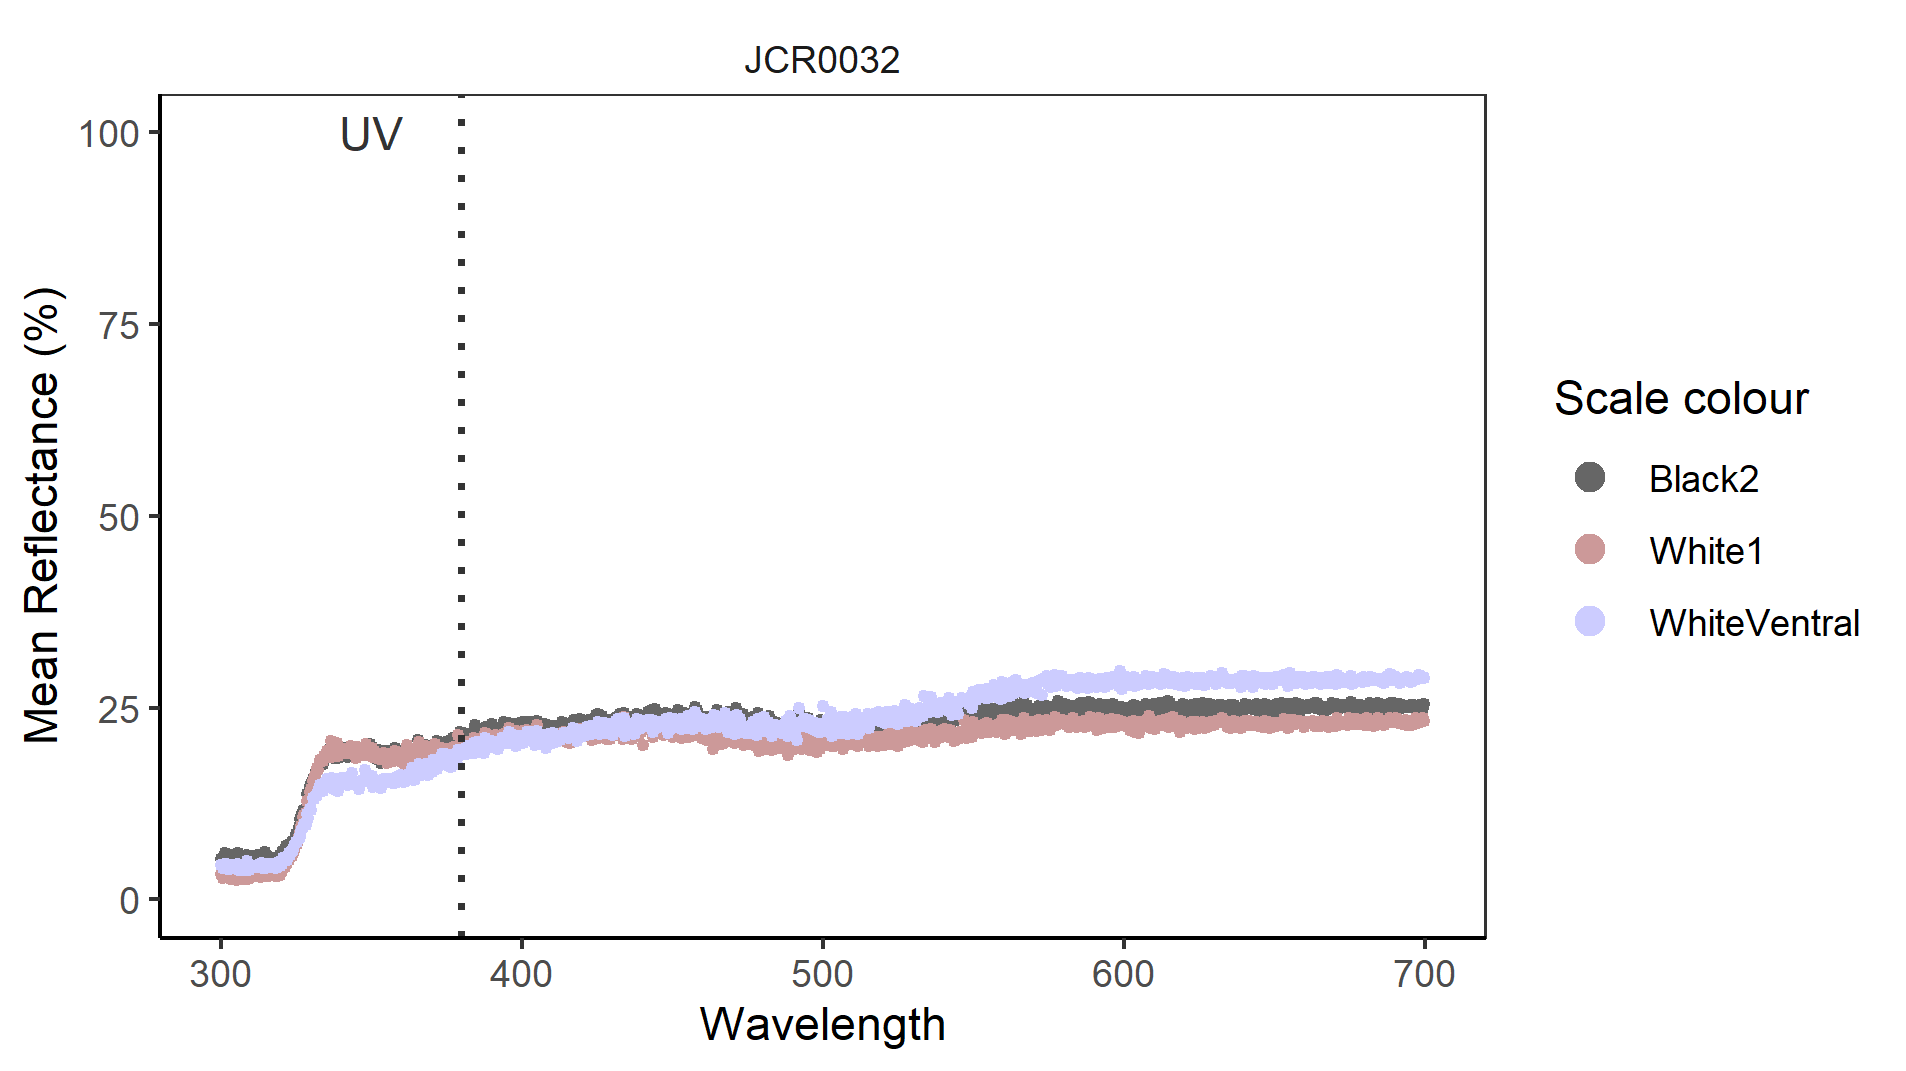 JCR0032
UV
100
75
50
25
0
Mean Reflectance (%)
300 400 500 600 700
Wavelength
Scale colour
Black2
White1
WhiteVentral